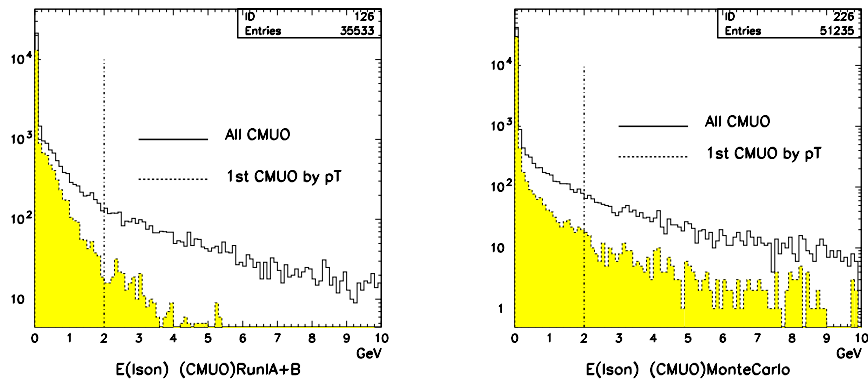 ID 126
Entries 35533
10^4
10^3
10^2
10
All CMUO
1st CMUO by pT
0 1 2 3 4 5 6 7 8 9 10
GeV
E(Ison) (CMUO)RunIA+B
ID 226
Entries 51235
10^4
10^3
10^2
10
1
All CMUO
1st CMUO by pT
0 1 2 3 4 5 6 7 8 9 10
GeV
E(Ison) (CMUO)MonteCarlo